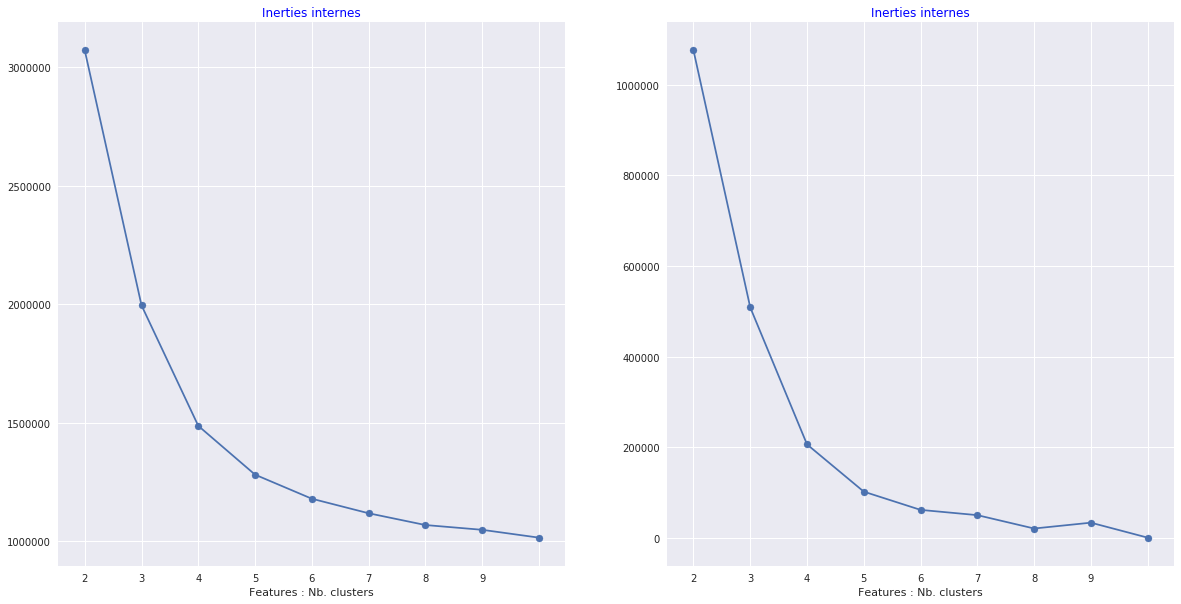 Inerties internes
3000000
2500000
2000000
1500000
1000000
2 3 4 5 6 7 8 9
Features : Nb. clusters
Inerties internes
1000000
800000
600000
400000
200000
0
2 3 4 5 6 7 8 9
Features : Nb. clusters